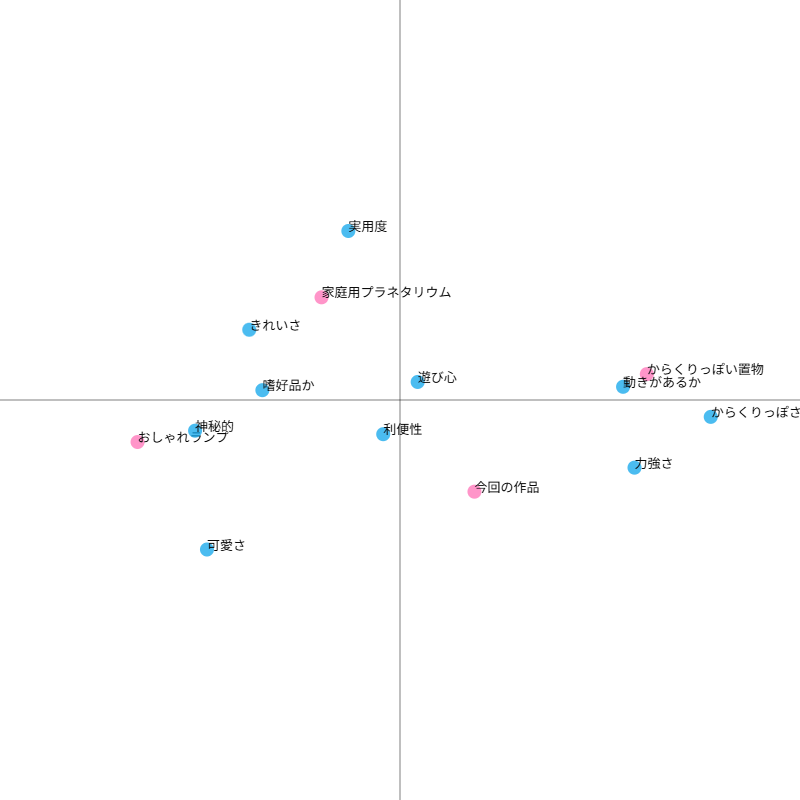 実用度
家庭用プラネタリウム
きれいさ
からくりっぽい置物
遊び心
動きがあるか
嗜好品か
からくりっぽさ
神秘的
利便性
おしゃれランプ
力強さ
今回の作品
可愛さ